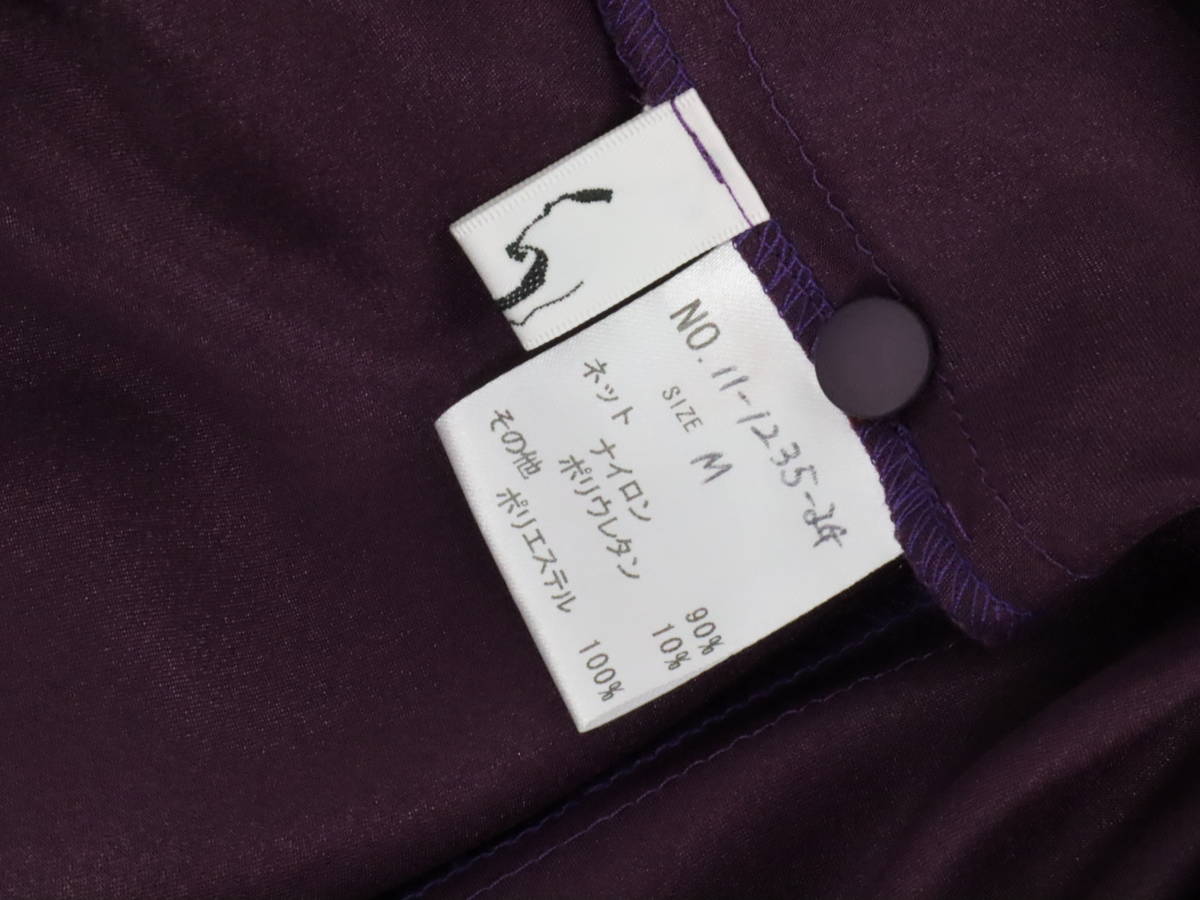 NO. 11-1235-24
SIZE M
ネット ナイロン 90%
ポリウレタン 10%
その他 ポリエステル 100%